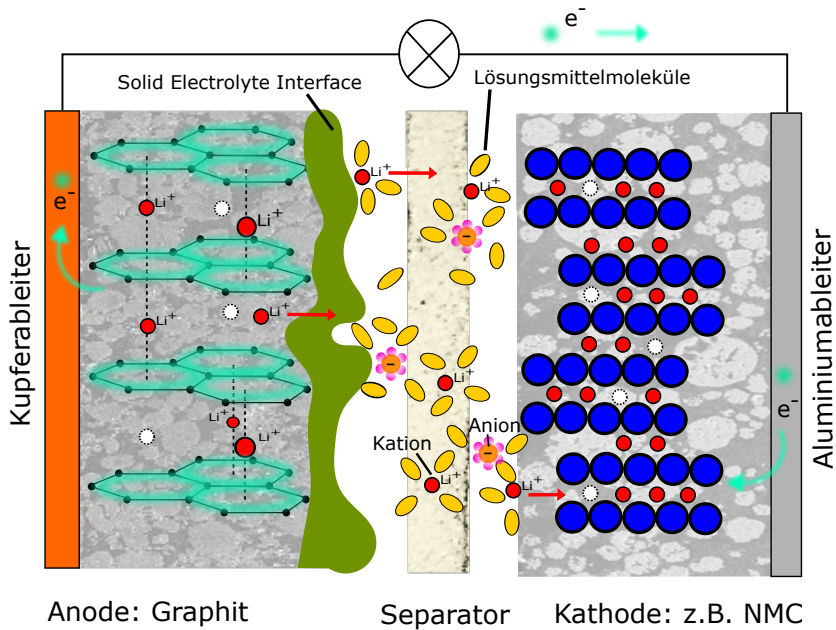 e-
Solid Electrolyte Interface
Lösungsmittelmoleküle
Li+
Li+
e-
Li+
Li+
Li+
Li+
Kupferableiter
Li+
Aluminiumableiter
e-
Li+
Li+
Anion
Kation
Li+
Li+
Li+
-
-
-
Anode: Graphit
Separator
Kathode: z.B. NMC